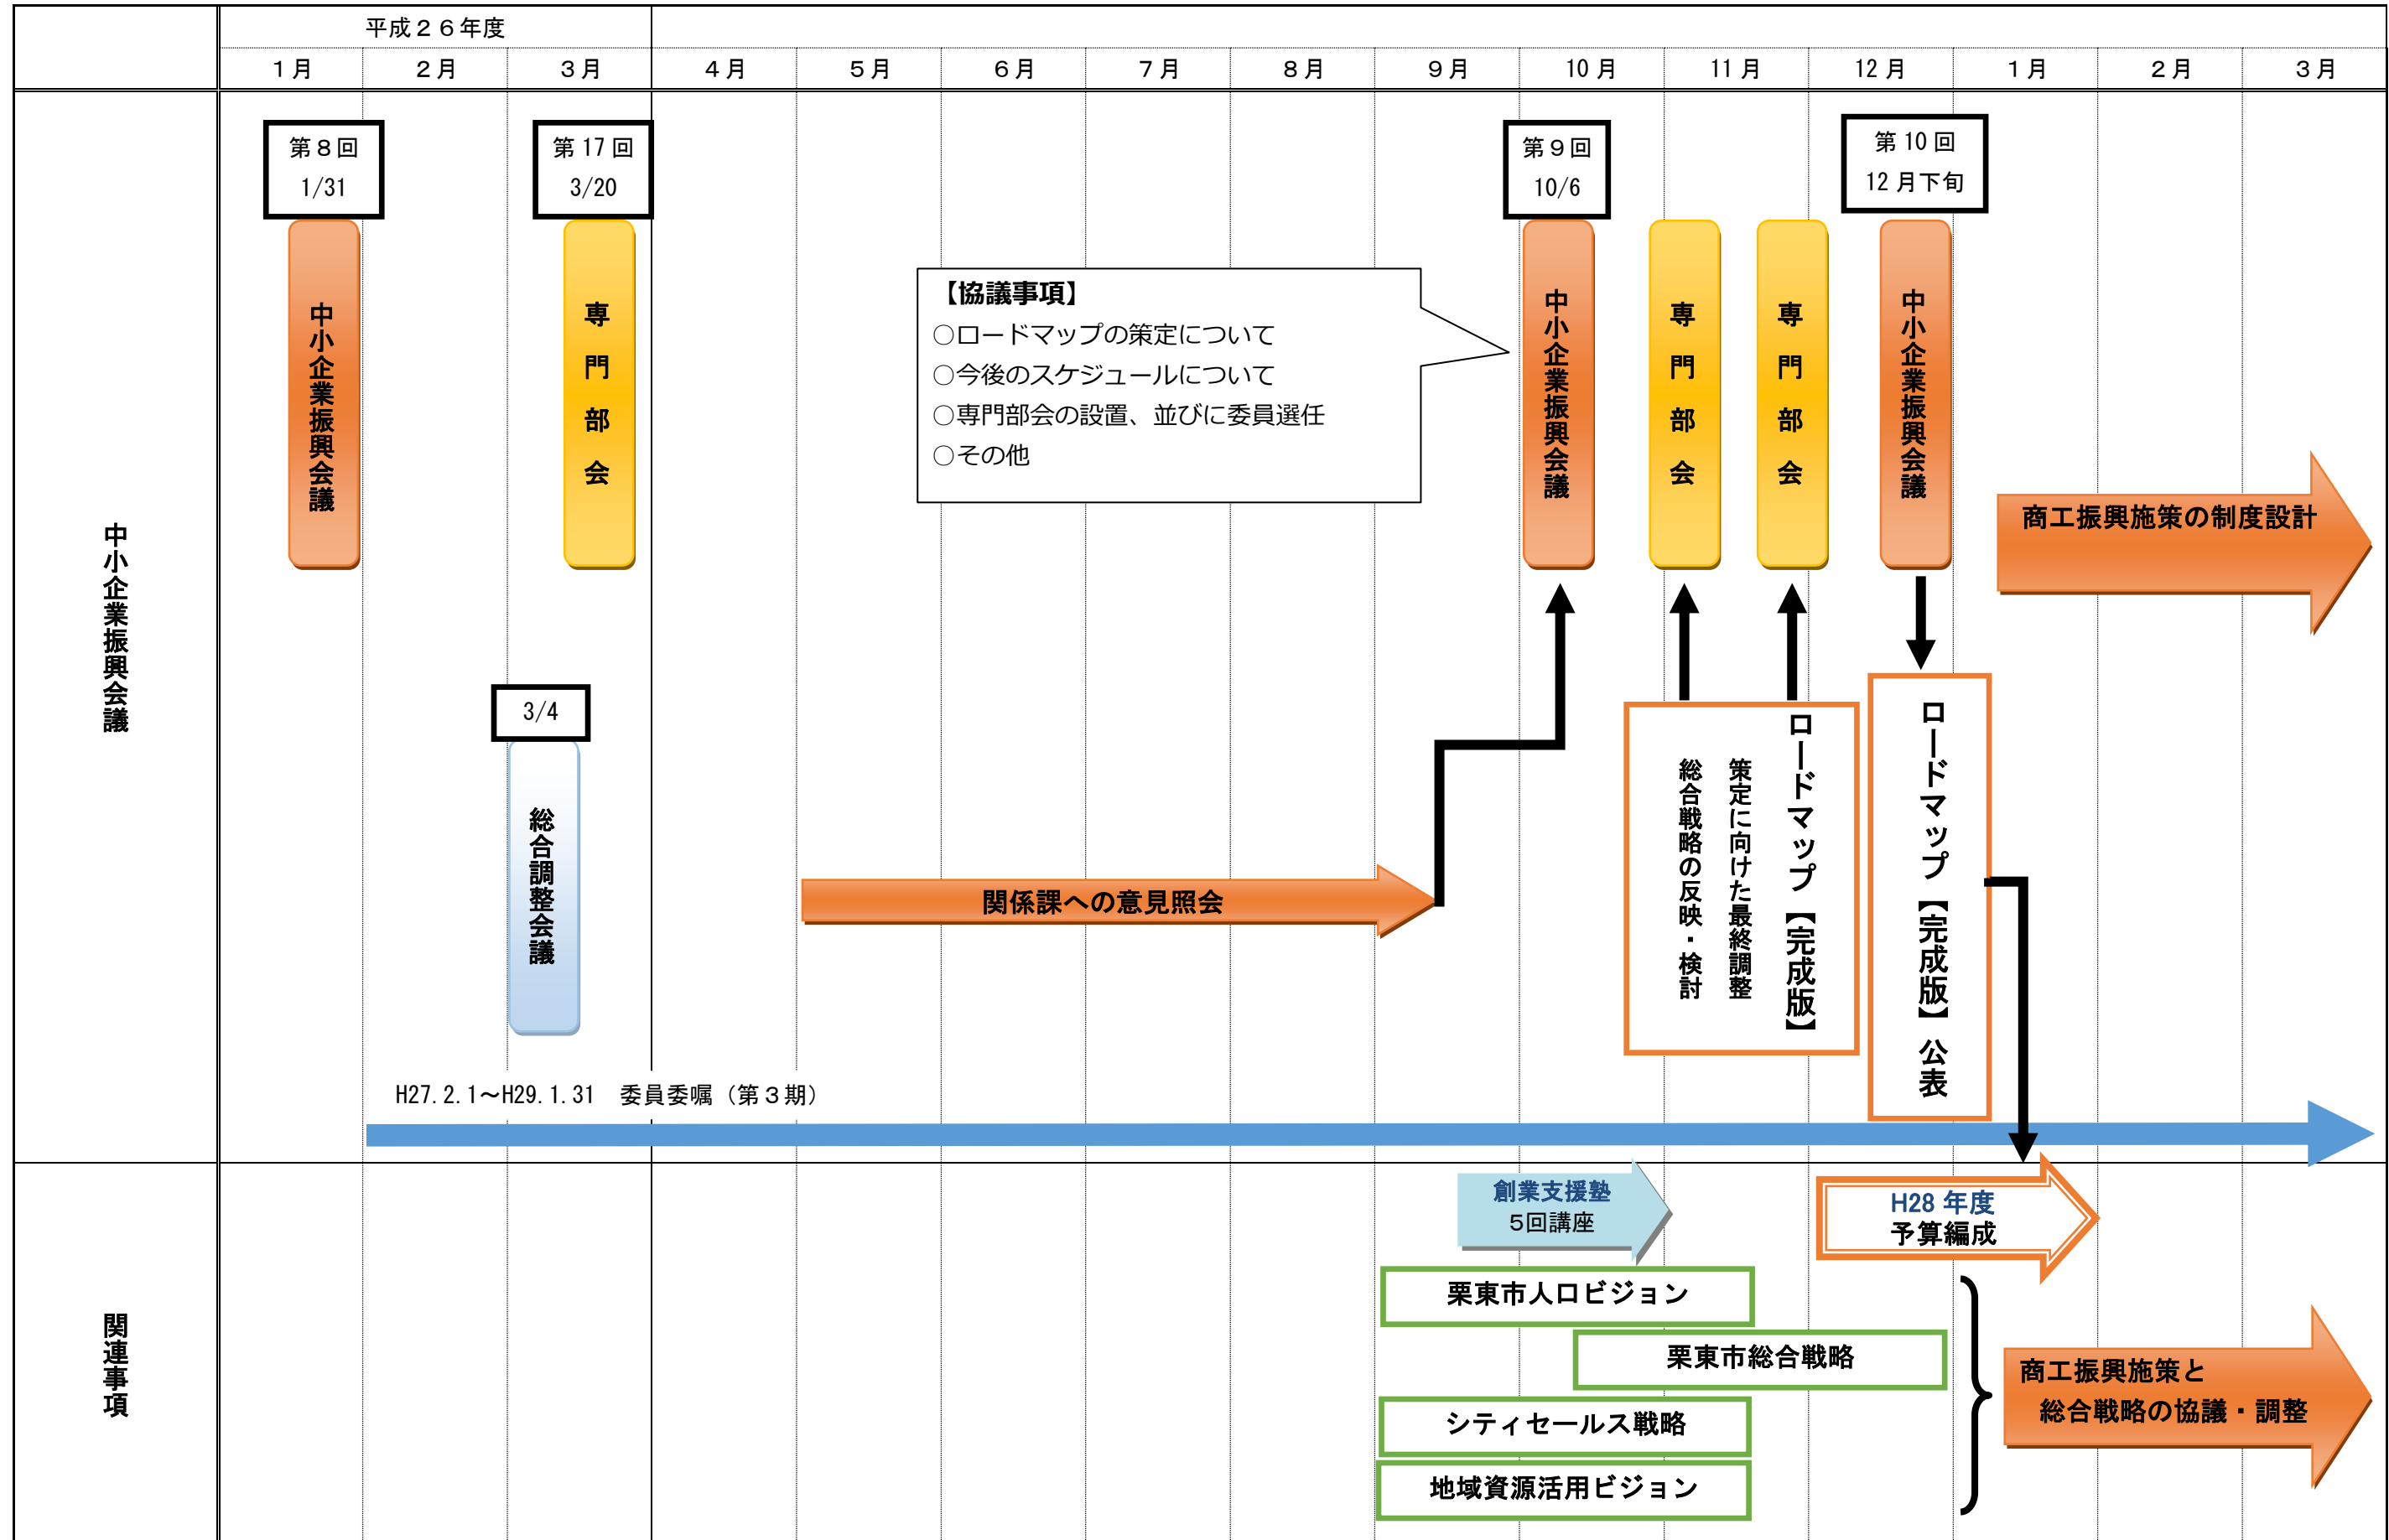 平成２６年度
１月
２月
３月
４月
５月
６月
７月
８月
９月
10 月
11 月
12 月
１月
２月
３月
中小企業振興会議
第８回
1/31
中小企業振興会議
第 17 回
3/20
専門部会
3/4
総合調整会議
【協議事項】
○ロードマップの策定について
○今後のスケジュールについて
○専門部会の設置、並びに委員選任
○その他
第９回
10/6
中小企業振興会議
専門部会
専門部会
第 10 回
12 月下旬
中小企業振興会議
商工振興施策の制度設計
関係課への意見照会
ロードマップ【完成版】
策定に向けた最終調整
総合戦略の反映・検討
ロードマップ【完成版】公表
H27.2.1～H29.1.31　委員委嘱（第３期）
関連事項
創業支援塾
５回講座
H28 年度
予算編成
栗東市人口ビジョン
栗東市総合戦略
シティセールス戦略
地域資源活用ビジョン
商工振興施策と
総合戦略の協議・調整